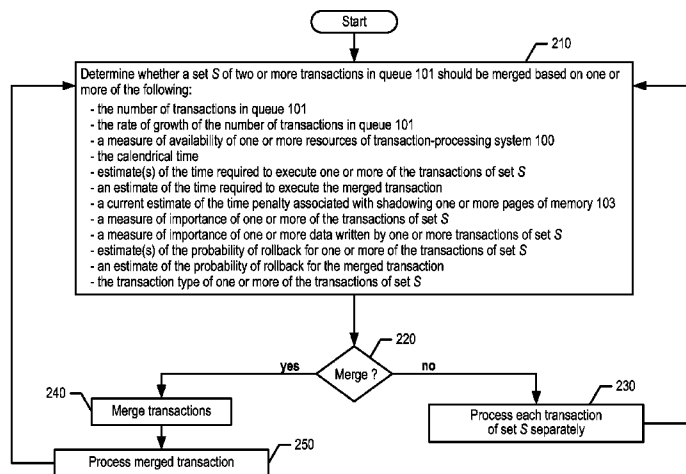 Start
210
Determine whether a set S of two or more transactions in queue 101 should be merged based on one or
more of the following:
- the number of transactions in queue 101
- the rate of growth of the number of transactions in queue 101
- a measure of availability of one or more resources of transaction-processing system 100
- the calendrical time
- estimate(s) of the time required to execute one or more of the transactions of set S
- an estimate of the time required to execute the merged transaction
- a current estimate of the time penalty associated with shadowing one or more pages of memory 103
- a measure of importance of one or more of the transactions of set S
- a measure of importance of one or more data written by one or more transactions of set S
- estimate(s) of the probability of rollback for one or more of the transactions of set S
- an estimate of the probability of rollback for the merged transaction
- the transaction type of one or more of the transactions of set S
220
yes
Merge ?
no
240
Merge transactions
230
Process each transaction
of set S separately
250
Process merged transaction